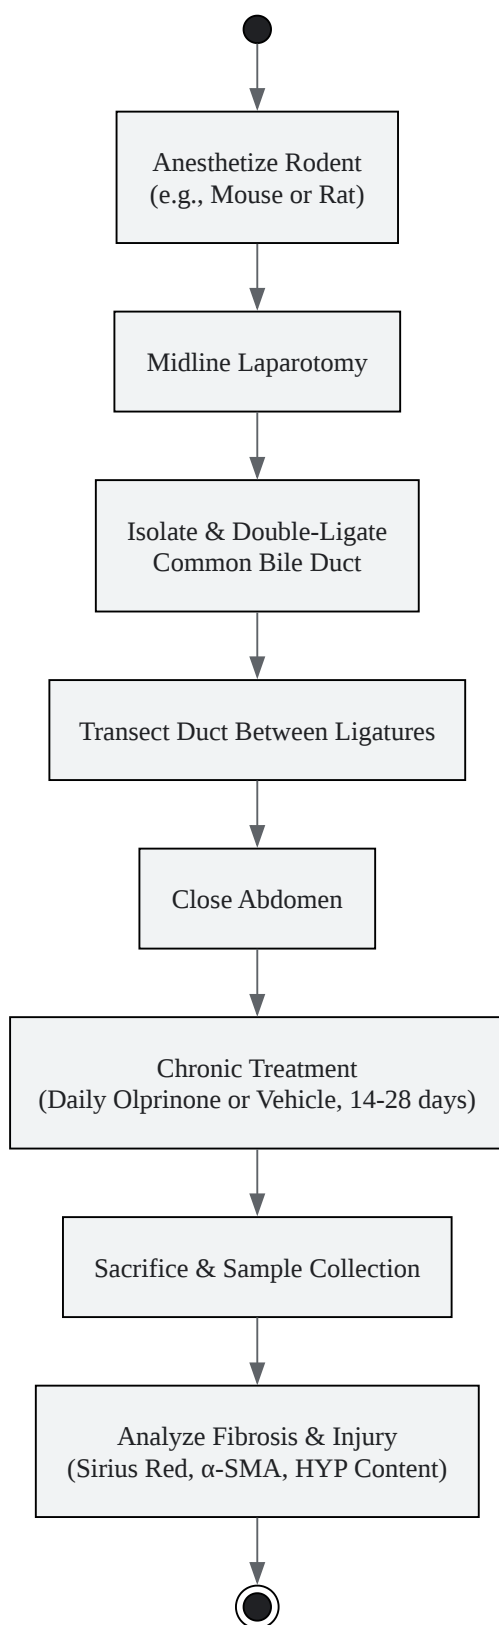 Anesthetize Rodent
(e.g., Mouse or Rat)
Midline Laparotomy
Isolate & Double-Ligate
Common Bile Duct
Transect Duct Between Ligatures
Close Abdomen
Chronic Treatment
(Daily Olprinone or Vehicle, 14-28 days)
Sacrifice & Sample Collection
Analyze Fibrosis & Injury
(Sirius Red, α-SMA, HYP Content)